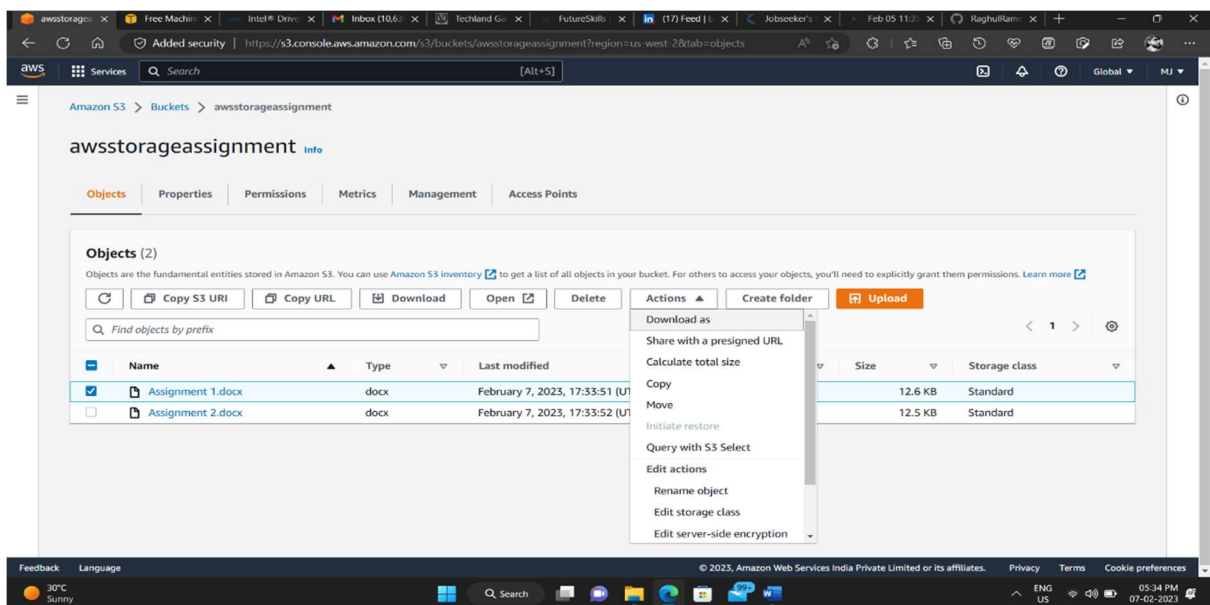 awsstoragea Free Machin Intel® Drive Inbox (10,63 Techland Ga FutureSkills (17) Feed | L Jobseeker's Feb 05 11:3 RaghulRam
Added security https://s3.console.aws.amazon.com/s3/buckets/awsstorageassignment?region=us-west-2&tab=objects
aws Services Search [Alt+S] Global MJ
Amazon S3 > Buckets > awsstorageassignment
awsstorageassignment Info
Objects Properties Permissions Metrics Management Access Points
Objects (2)
Objects are the fundamental entities stored in Amazon S3. You can use Amazon S3 inventory to get a list of all objects in your bucket. For others to access your objects, you'll need to explicitly grant them permissions. Learn more
Copy S3 URI Copy URL Download Open Delete Actions Create folder Upload
Find objects by prefix < 1 >
Download as
Share with a presigned URL
Calculate total size
Copy
Move
Initiate restore
Query with S3 Select
Edit actions
Rename object
Edit storage class
Edit server-side encryption
Name Type Last modified Size Storage class
Assignment 1.docx docx February 7, 2023, 17:33:51 (UT 12.6 KB Standard
Assignment 2.docx docx February 7, 2023, 17:33:52 (UT 12.5 KB Standard
Feedback Language © 2023, Amazon Web Services India Private Limited or its affiliates. Privacy Terms Cookie preferences
30°C
Sunny
Search
99+
ENG
US
05:34 PM
07-02-2023